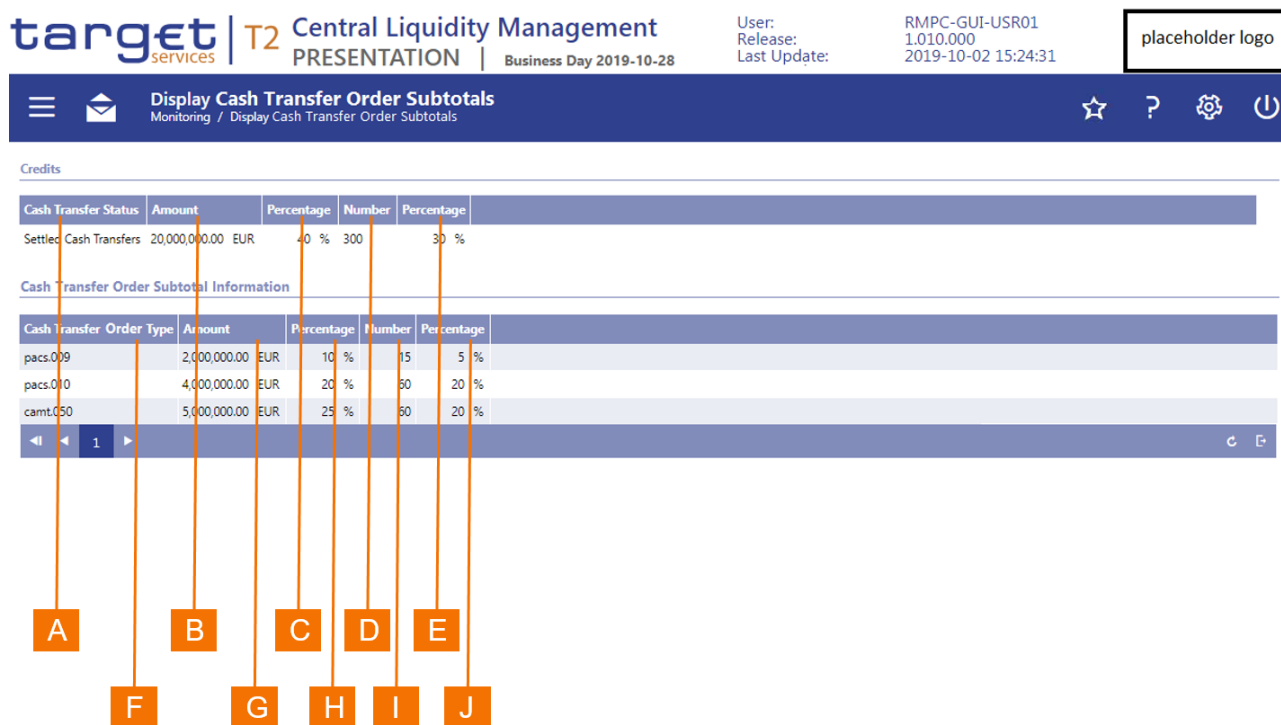 target services | T2 Central Liquidity Management
PRESENTATION | Business Day 2019-10-28
User: RMPC-GUI-USR01
Release: 1.010.000
Last Update: 2019-10-02 15:24:31
placeholder logo
Display Cash Transfer Order Subtotals
Monitoring / Display Cash Transfer Order Subtotals
?
Credits
Cash Transfer Status Amount Percentage Number Percentage
Settled Cash Transfers 20,000,000.00 EUR 40 % 300 30 %
Cash Transfer Order Subtotal Information
Cash Transfer Order Type Amount Percentage Number Percentage
pacs.009 2,000,000.00 EUR 10 % 15 5 %
pacs.010 4,000,000.00 EUR 20 % 60 20 %
camt.050 5,000,000.00 EUR 25 % 60 20 %
1
A B C D E
F G H I J